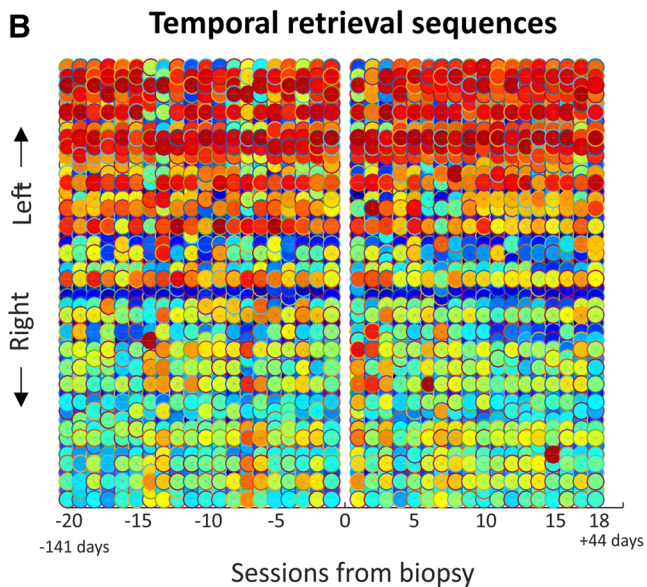 B
Temporal retrieval sequences
← Right Left →
-20 -15 -10 -5 0 5 10 15 18
-141 days +44 days
Sessions from biopsy